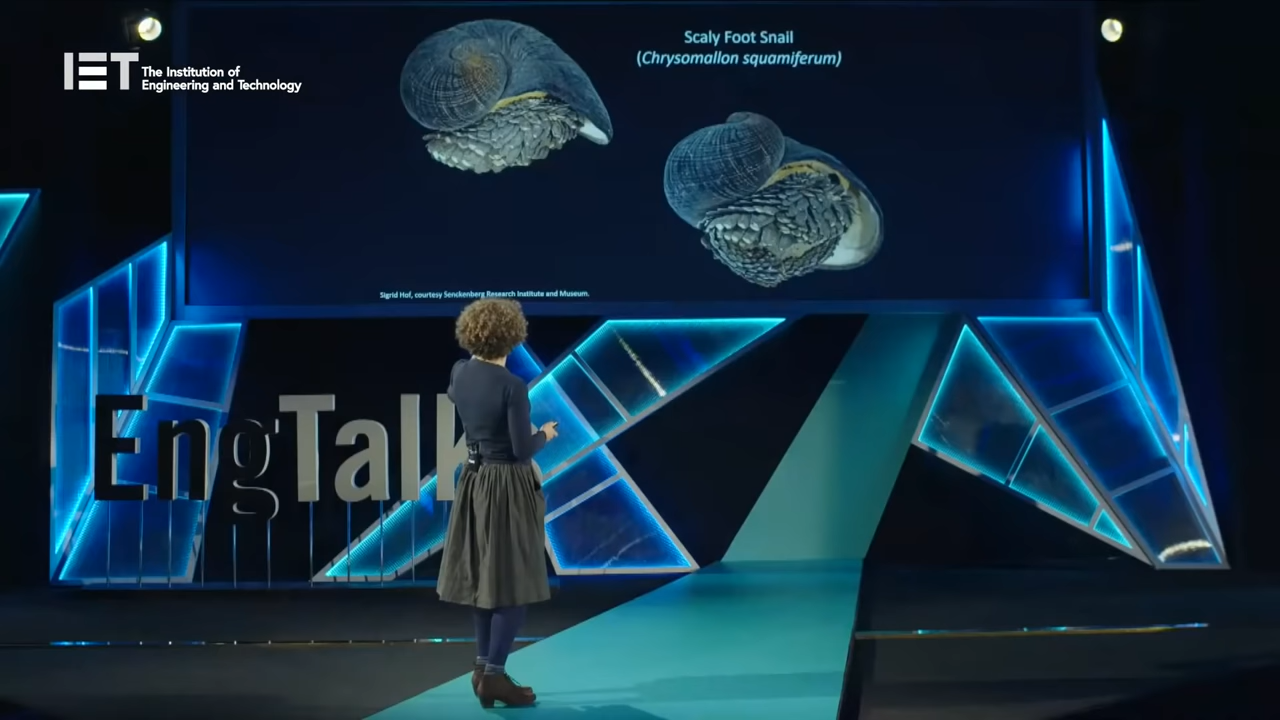 IET The Institution of
Engineering and Technology
Scaly Foot Snail
(Chrysomallon squamiferum)
Sigrid Hof, courtesy Senckenberg Research Institute and Museum.
EngTalk